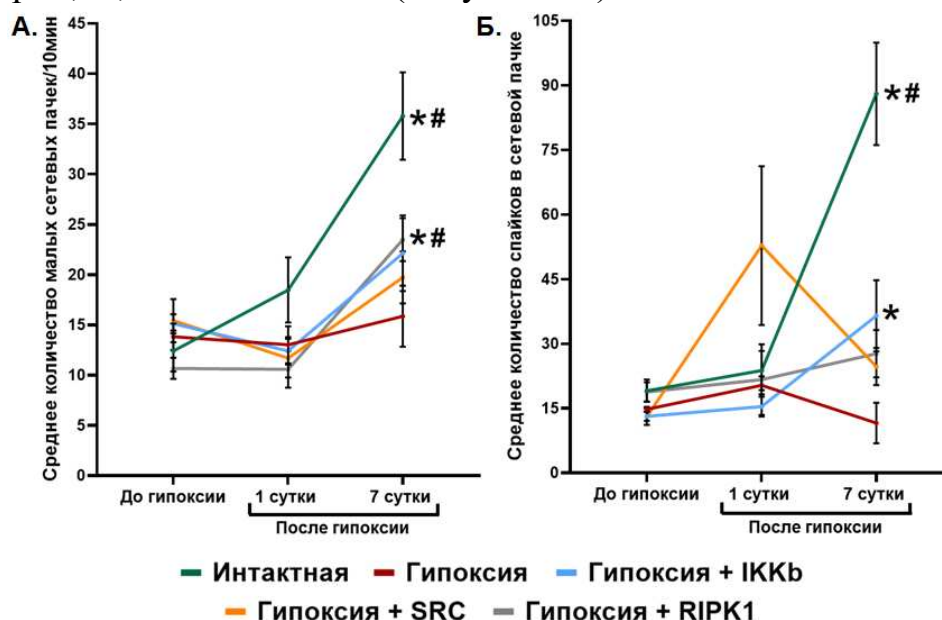 А.
Среднее количество малых сетевых пачек/10мин
45
40
35
30
25
20
15
10
5
0
*#
*#
До гипоксии
1 сутки
7 сутки
После гипоксии
Б.
Среднее количество спайков в сетевой пачке
105
90
75
60
45
30
15
0
*#
*
До гипоксии
1 сутки
7 сутки
После гипоксии
Интактная
Гипоксия
Гипоксия + IKKb
Гипоксия + SRC
Гипоксия + RIPK1